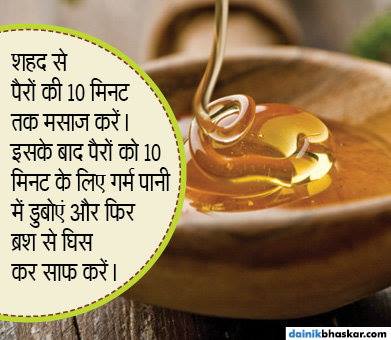 शहद से
पैरों की 10 मिनट
तक मसाज करें।
इसके बाद पैरों को 10
मिनट के लिए गर्म पानी
में डुबोएं और फिर
ब्रश से घिस
कर साफ करें।
dainikbhaskar.com